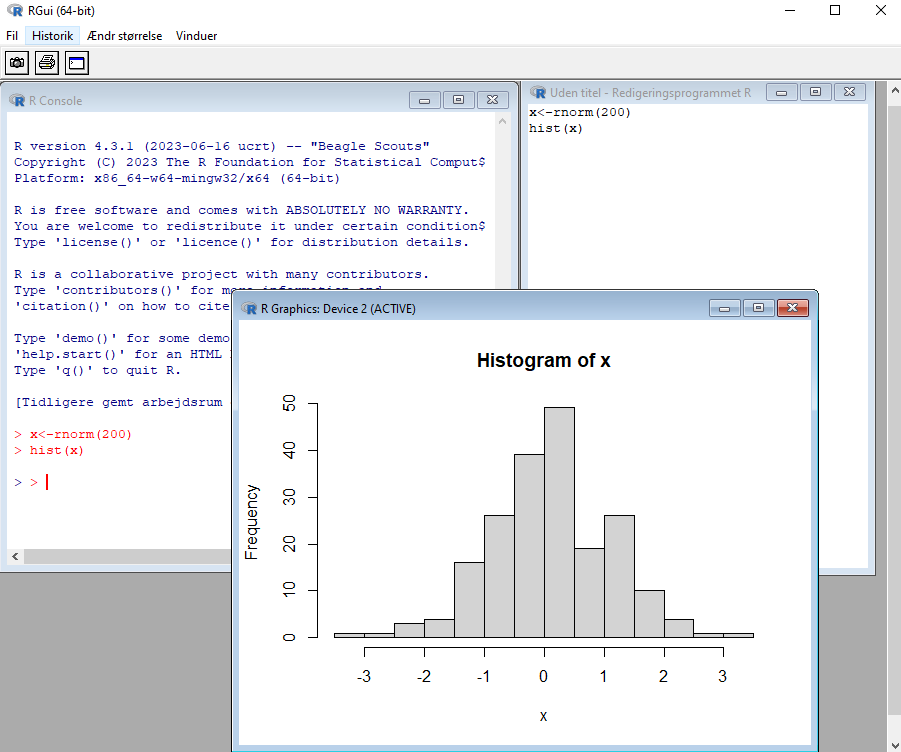 RGui (64-bit)
Fil Historik Ændr størrelse Vinduer
R Console
R version 4.3.1 (2023-06-16 ucrt) -- "Beagle Scouts"
Copyright (C) 2023 The R Foundation for Statistical Comput$
Platform: x86_64-w64-mingw32/x64 (64-bit)
R is free software and comes with ABSOLUTELY NO WARRANTY.
You are welcome to redistribute it under certain condition$
Type 'license()' or 'licence()' for distribution details.
R is a collaborative project with many contributors.
Type 'contributors()' for more information and
'citation()' on how to cite
Type 'demo()' for some demo
'help.start()' for an HTML
Type 'q()' to quit R.
[Tidligere gemt arbejdsrum
> x<-rnorm(200)
> hist(x)
> >
Uden titel - Redigeringsprogrammet R
x<-rnorm(200)
hist(x)
R Graphics: Device 2 (ACTIVE)
Histogram of x
Frequency
50
40
30
20
10
0
-3 -2 -1 0 1 2 3
x